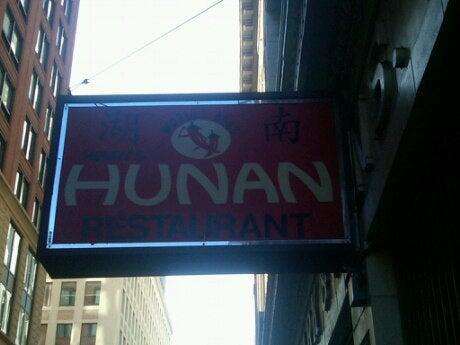 湖 南
HUNAN
RESTAURANT